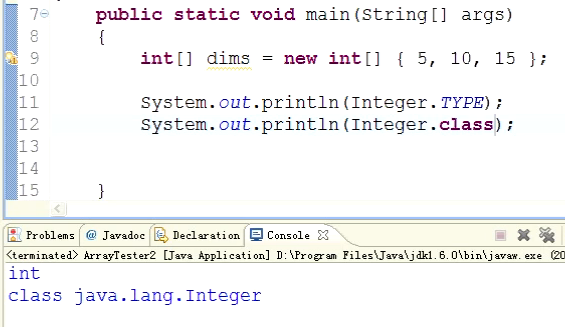 7 public static void main(String[] args)
8 {
9 int[] dims = new int[] { 5, 10, 15 };
10
11 System.out.println(Integer.TYPE);
12 System.out.println(Integer.class);
13
14
15 }
Problems @ Javadoc Declaration Console
<terminated> ArrayTester2 [Java Application] D:\Program Files\Java\jdk1.6.0\bin\javaw.exe (20
int
class java.lang.Integer